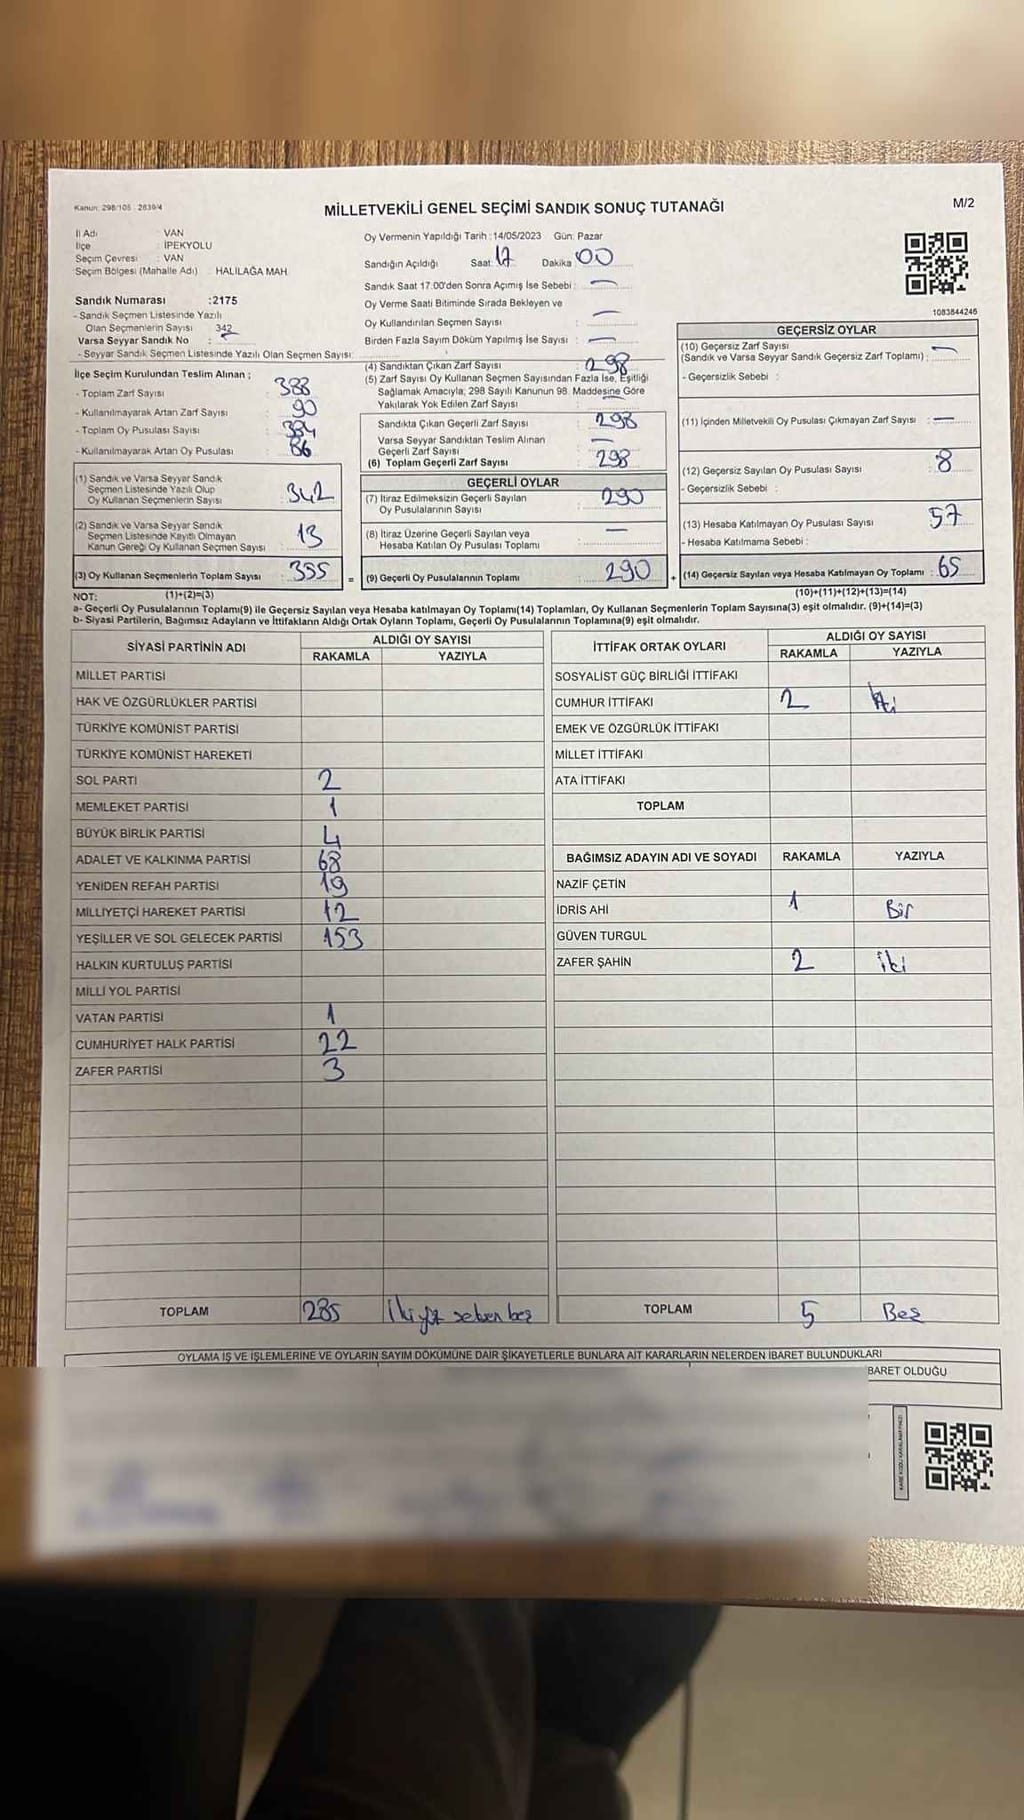 Kanun: 298/105 - 2839/4
MİLLETVEKİLİ GENEL SEÇİMİ SANDIK SONUÇ TUTANAĞI
M/2
İl Adı : VAN
İlçe : İPEKYOLU
Seçim Çevresi : VAN
Seçim Bölgesi (Mahalle Adı) : HALİLAĞA MAH.
Sandık Numarası :2175
- Sandık Seçmen Listesinde Yazılı
Olan Seçmenlerin Sayısı : 342
Varsa Seyyar Sandık No :
- Seyyar Sandık Seçmen Listesinde Yazılı Olan Seçmen Sayısı:
İlçe Seçim Kurulundan Teslim Alınan ;
- Toplam Zarf Sayısı : 388
- Kullanılmayarak Artan Zarf Sayısı : 90
- Toplam Oy Pusulası Sayısı : 384
- Kullanılmayarak Artan Oy Pusulası : 86
(1) Sandık ve Varsa Seyyar Sandık
Seçmen Listesinde Yazılı Olup
Oy Kullanan Seçmenlerin Sayısı : 342
(2) Sandık ve Varsa Seyyar Sandık
Seçmen Listesinde Kayıtlı Olmayan
Kanun Gereği Oy Kullanan Seçmen Sayısı : 13
(3) Oy Kullanan Seçmenlerin Toplam Sayısı : 355 =
Oy Vermenin Yapıldığı Tarih :14/05/2023 Gün: Pazar
Sandığın Açıldığı Saat: 17 Dakika : 00
Sandık Saat 17:00'den Sonra Açımış İse Sebebi : —
Oy Verme Saati Bitiminde Sırada Bekleyen ve
Oy Kullandırılan Seçmen Sayısı : —
Birden Fazla Sayım Döküm Yapılmış İse Sayısı : —
(4) Sandıktan Çıkan Zarf Sayısı : 298
(5) Zarf Sayısı Oy Kullanan Seçmen Sayısından Fazla İse, Eşitliği
Sağlamak Amacıyla; 298 Sayılı Kanunun 98. Maddesine Göre
Yakılarak Yok Edilen Zarf Sayısı : —
Sandıkta Çıkan Geçerli Zarf Sayısı : 298
Varsa Seyyar Sandıktan Teslim Alınan
Geçerli Zarf Sayısı : —
(6) Toplam Geçerli Zarf Sayısı : 298
GEÇERLİ OYLAR
(7) İtiraz Edilmeksizin Geçerli Sayılan
Oy Pusulalarının Sayısı : 290
(8) İtiraz Üzerine Geçerli Sayılan veya
Hesaba Katılan Oy Pusulası Toplamı : —
(9) Geçerli Oy Pusulalarının Toplamı : 290 +
1083844246
GEÇERSİZ OYLAR
(10) Geçersiz Zarf Sayısı
(Sandık ve Varsa Seyyar Sandık Geçersiz Zarf Toplamı) : —
- Geçersizlik Sebebi :
(11) İçinden Milletvekili Oy Pusulası Çıkmayan Zarf Sayısı : —
(12) Geçersiz Sayılan Oy Pusulası Sayısı : 8
- Geçersizlik Sebebi :
(13) Hesaba Katılmayan Oy Pusulası Sayısı : 57
- Hesaba Katılmama Sebebi :
(14) Geçersiz Sayılan veya Hesaba Katılmayan Oy Toplamı : 65
NOT: (1)+(2)=(3) (10)+(11)+(12)+(13)=(14)
a- Geçerli Oy Pusulalarının Toplamı(9) ile Geçersiz Sayılan veya Hesaba katılmayan Oy Toplamı(14) Toplamları, Oy Kullanan Seçmenlerin Toplam Sayısına(3) eşit olmalıdır. (9)+(14)=(3)
b- Siyasi Partilerin, Bağımsız Adayların ve İttifakların Aldığı Ortak Oyların Toplamı, Geçerli Oy Pusulalarının Toplamına(9) eşit olmalıdır.
SİYASİ PARTİNİN ADI ALDIĞI OY SAYISI
RAKAMLA YAZIYLA
MİLLET PARTİSİ
HAK VE ÖZGÜRLÜKLER PARTİSİ
TÜRKİYE KOMÜNİST PARTİSİ
TÜRKİYE KOMÜNİST HAREKETİ
SOL PARTİ 2
MEMLEKET PARTİSİ 1
BÜYÜK BİRLİK PARTİSİ 4
ADALET VE KALKINMA PARTİSİ 68
YENİDEN REFAH PARTİSİ 19
MİLLİYETÇİ HAREKET PARTİSİ 12
YEŞİLLER VE SOL GELECEK PARTİSİ 153
HALKIN KURTULUŞ PARTİSİ
MİLLİ YOL PARTİSİ
VATAN PARTİSİ 1
CUMHURİYET HALK PARTİSİ 22
ZAFER PARTİSİ 3
TOPLAM 285 İkiyüz seksen beş
İTTİFAK ORTAK OYLARI ALDIĞI OY SAYISI
RAKAMLA YAZIYLA
SOSYALİST GÜÇ BİRLİĞİ İTTİFAKI
CUMHUR İTTİFAKI 2 İki
EMEK VE ÖZGÜRLÜK İTTİFAKI
MİLLET İTTİFAKI
ATA İTTİFAKI
TOPLAM
BAĞIMSIZ ADAYIN ADI VE SOYADI RAKAMLA YAZIYLA
NAZİF ÇETİN
İDRİS AHİ 1 Bir
GÜVEN TURGUL
ZAFER ŞAHİN 2 İki
TOPLAM 5 Beş
OYLAMA İŞ VE İŞLEMLERİNE VE OYLARIN SAYIM DÖKÜMÜNE DAİR ŞİKAYETLERLE BUNLARA AİT KARARLARIN NELERDEN İBARET BULUNDUKLARI
BARET OLDUĞU